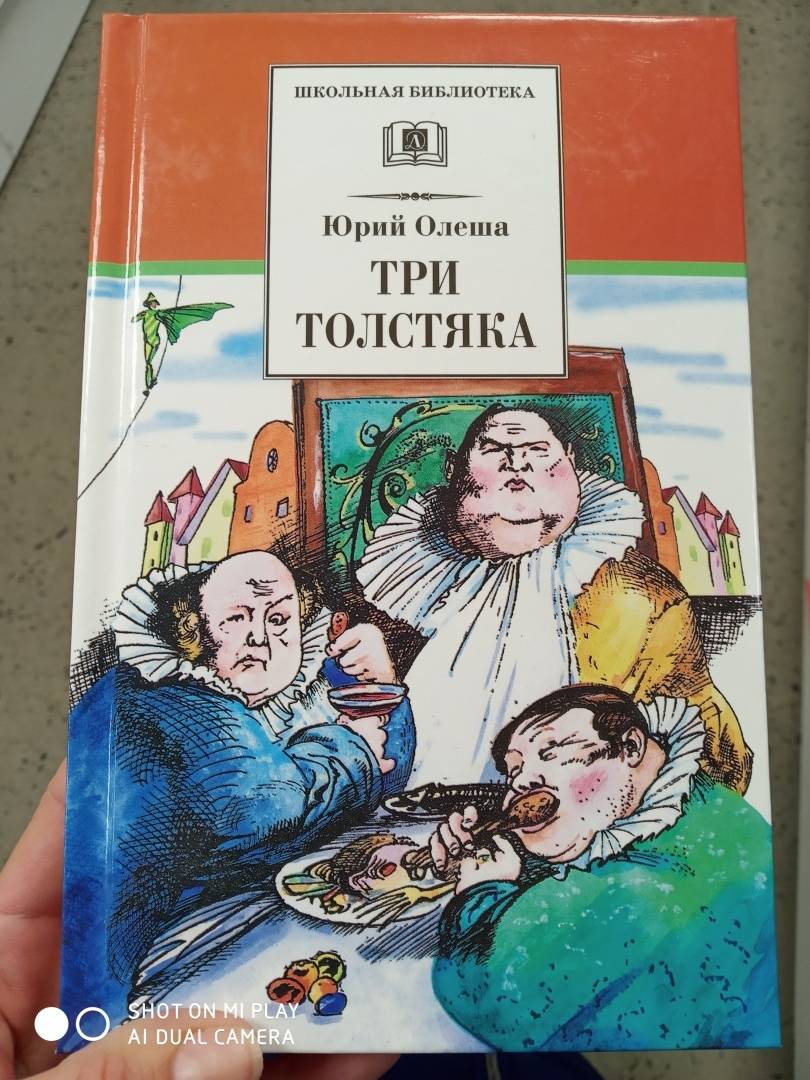 ШКОЛЬНАЯ БИБЛИОТЕКА
Д
Юрий Олеша
ТРИ
ТОЛСТЯКА
SHOT ON MI PLAY
AI DUAL CAMERA